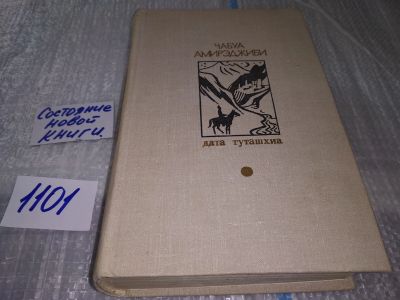 ЧАБУА
АМИРЭДЖИБИ
дата туташхиа
Состояние
новой
книги.
1101